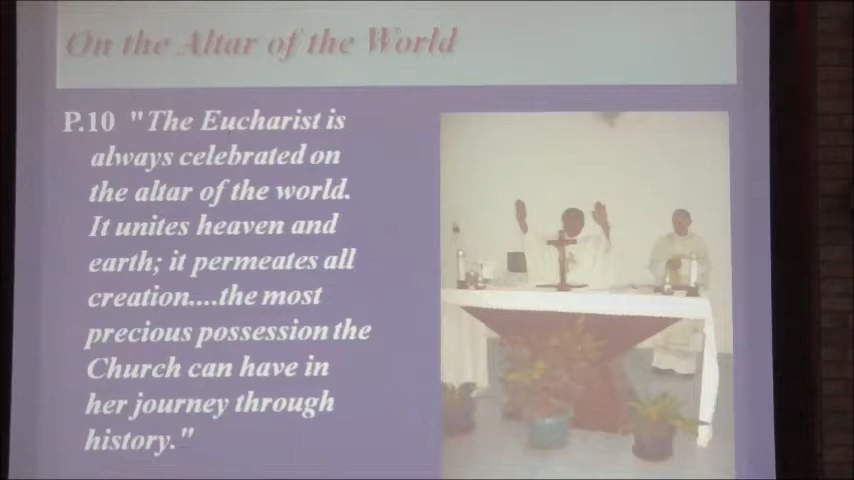 On the Altar of the World
P.10 "The Eucharist is
always celebrated on
the altar of the world.
It unites heaven and
earth; it permeates all
creation....the most
precious possession the
Church can have in
her journey through
history."